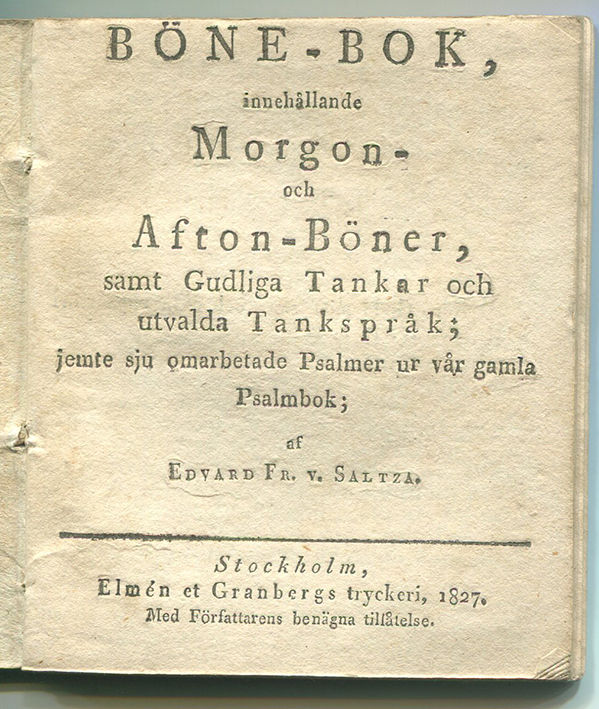 BÖNE-BOK,
innehållande
Morgon-
och
Afton-Böner,
samt Gudliga Tankar och
utvalda Tankspråk;
jemte sju omarbetade Psalmer ur vår gamla
Psalmbok;
af
EDVARD FR. V. SALTZA.
Stockholm,
Elmén et Granbergs tryckeri, 1827.
Med Författarens benägna tillåtelse.